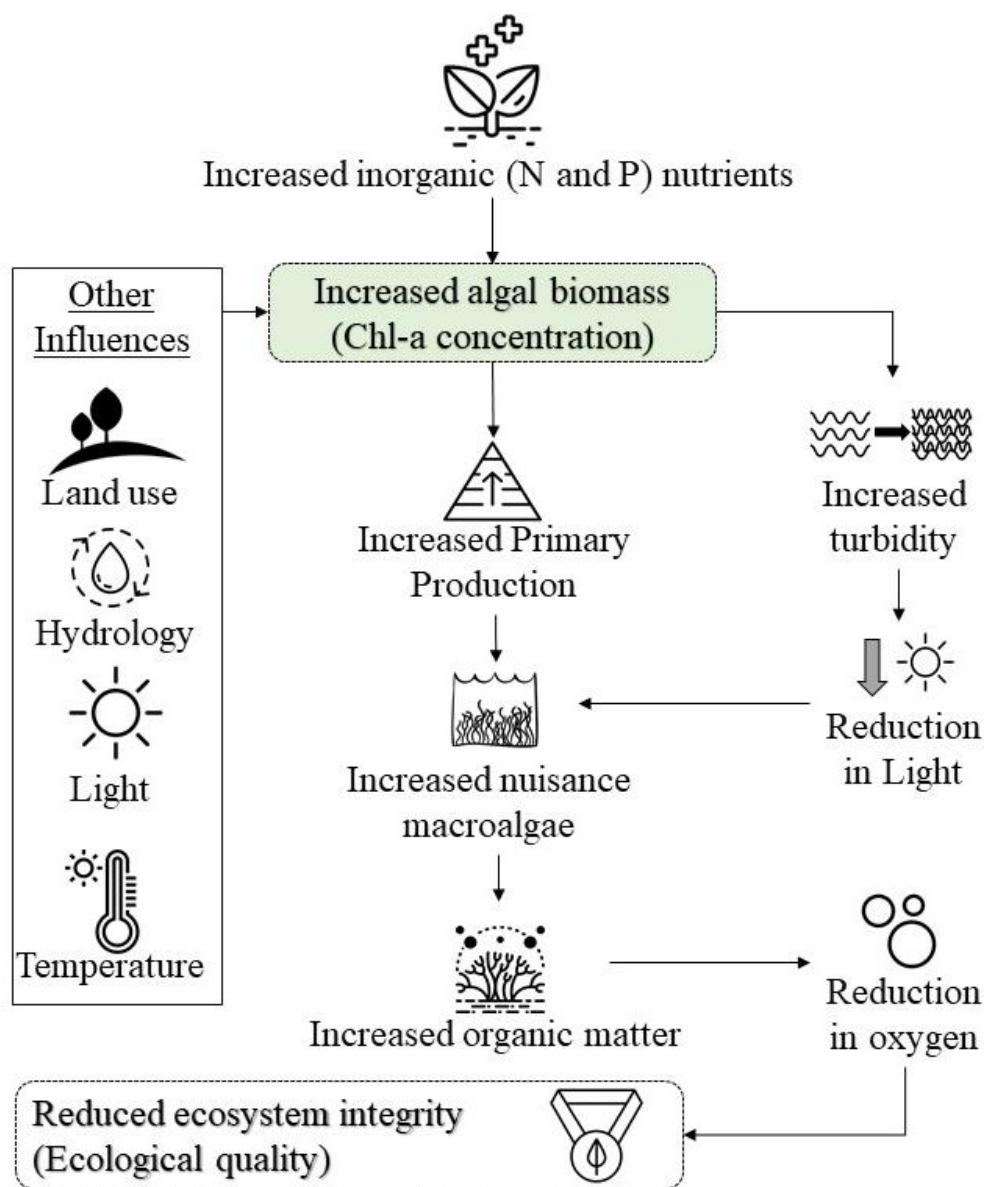 Increased inorganic (N and P) nutrients
Other
Influences
Land use
Hydrology
Light
Temperature
Increased algal biomass
(Chl-a concentration)
Increased Primary
Production
Increased turbidity
Reduction
in Light
Increased nuisance
macroalgae
Increased organic matter
Reduction
in oxygen
Reduced ecosystem integrity
(Ecological quality)